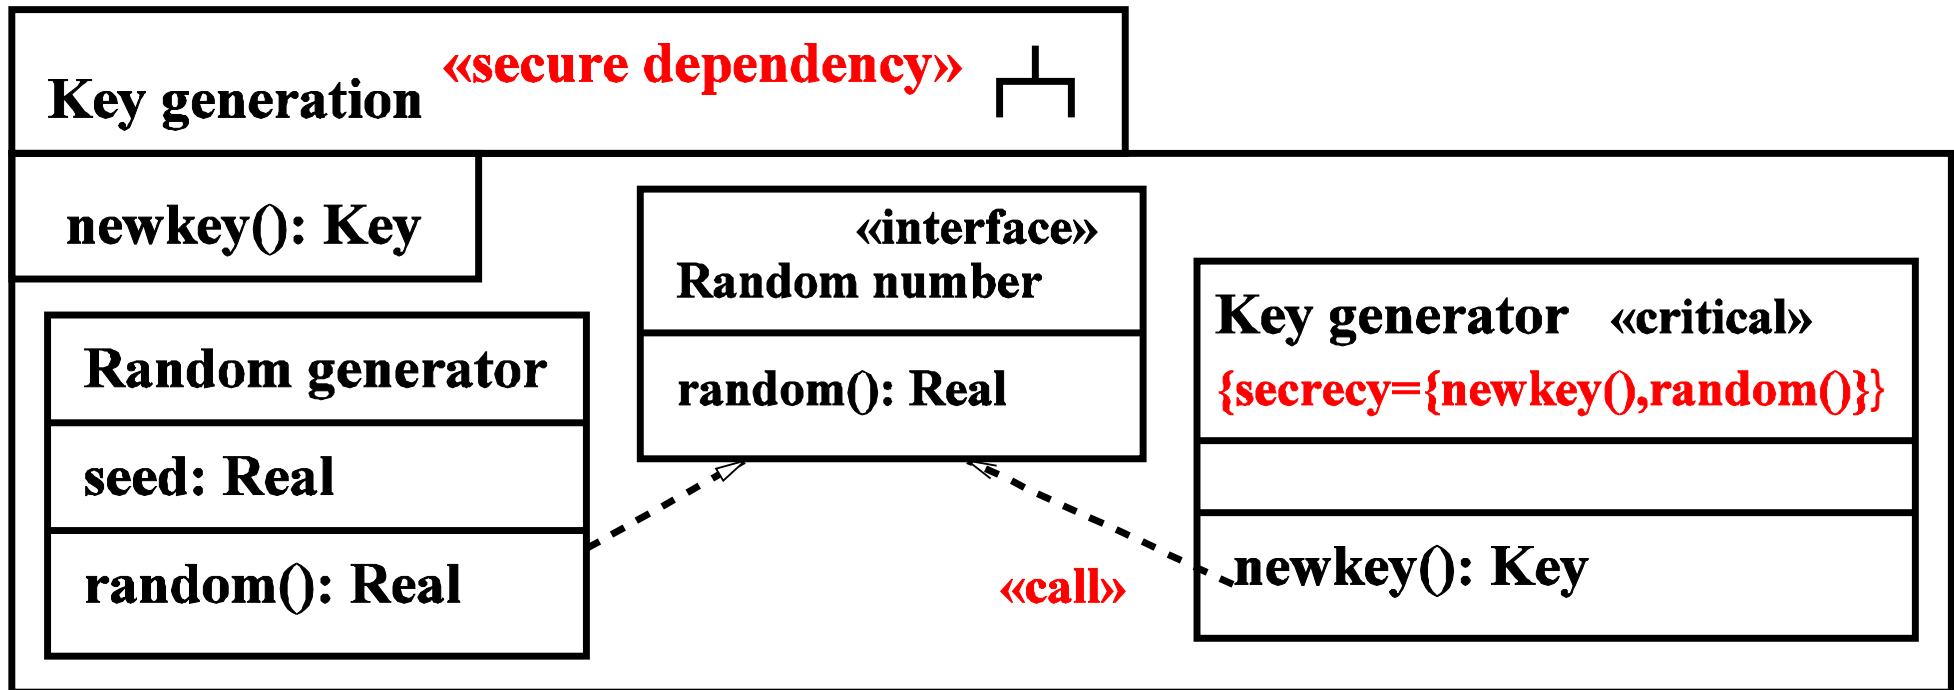 Key generation «secure dependency»
newkey(): Key
«interface»
Random number
random(): Real
Random generator
seed: Real
random(): Real
Key generator «critical»
{secrecy={newkey(),random()}}
newkey(): Key
«call»